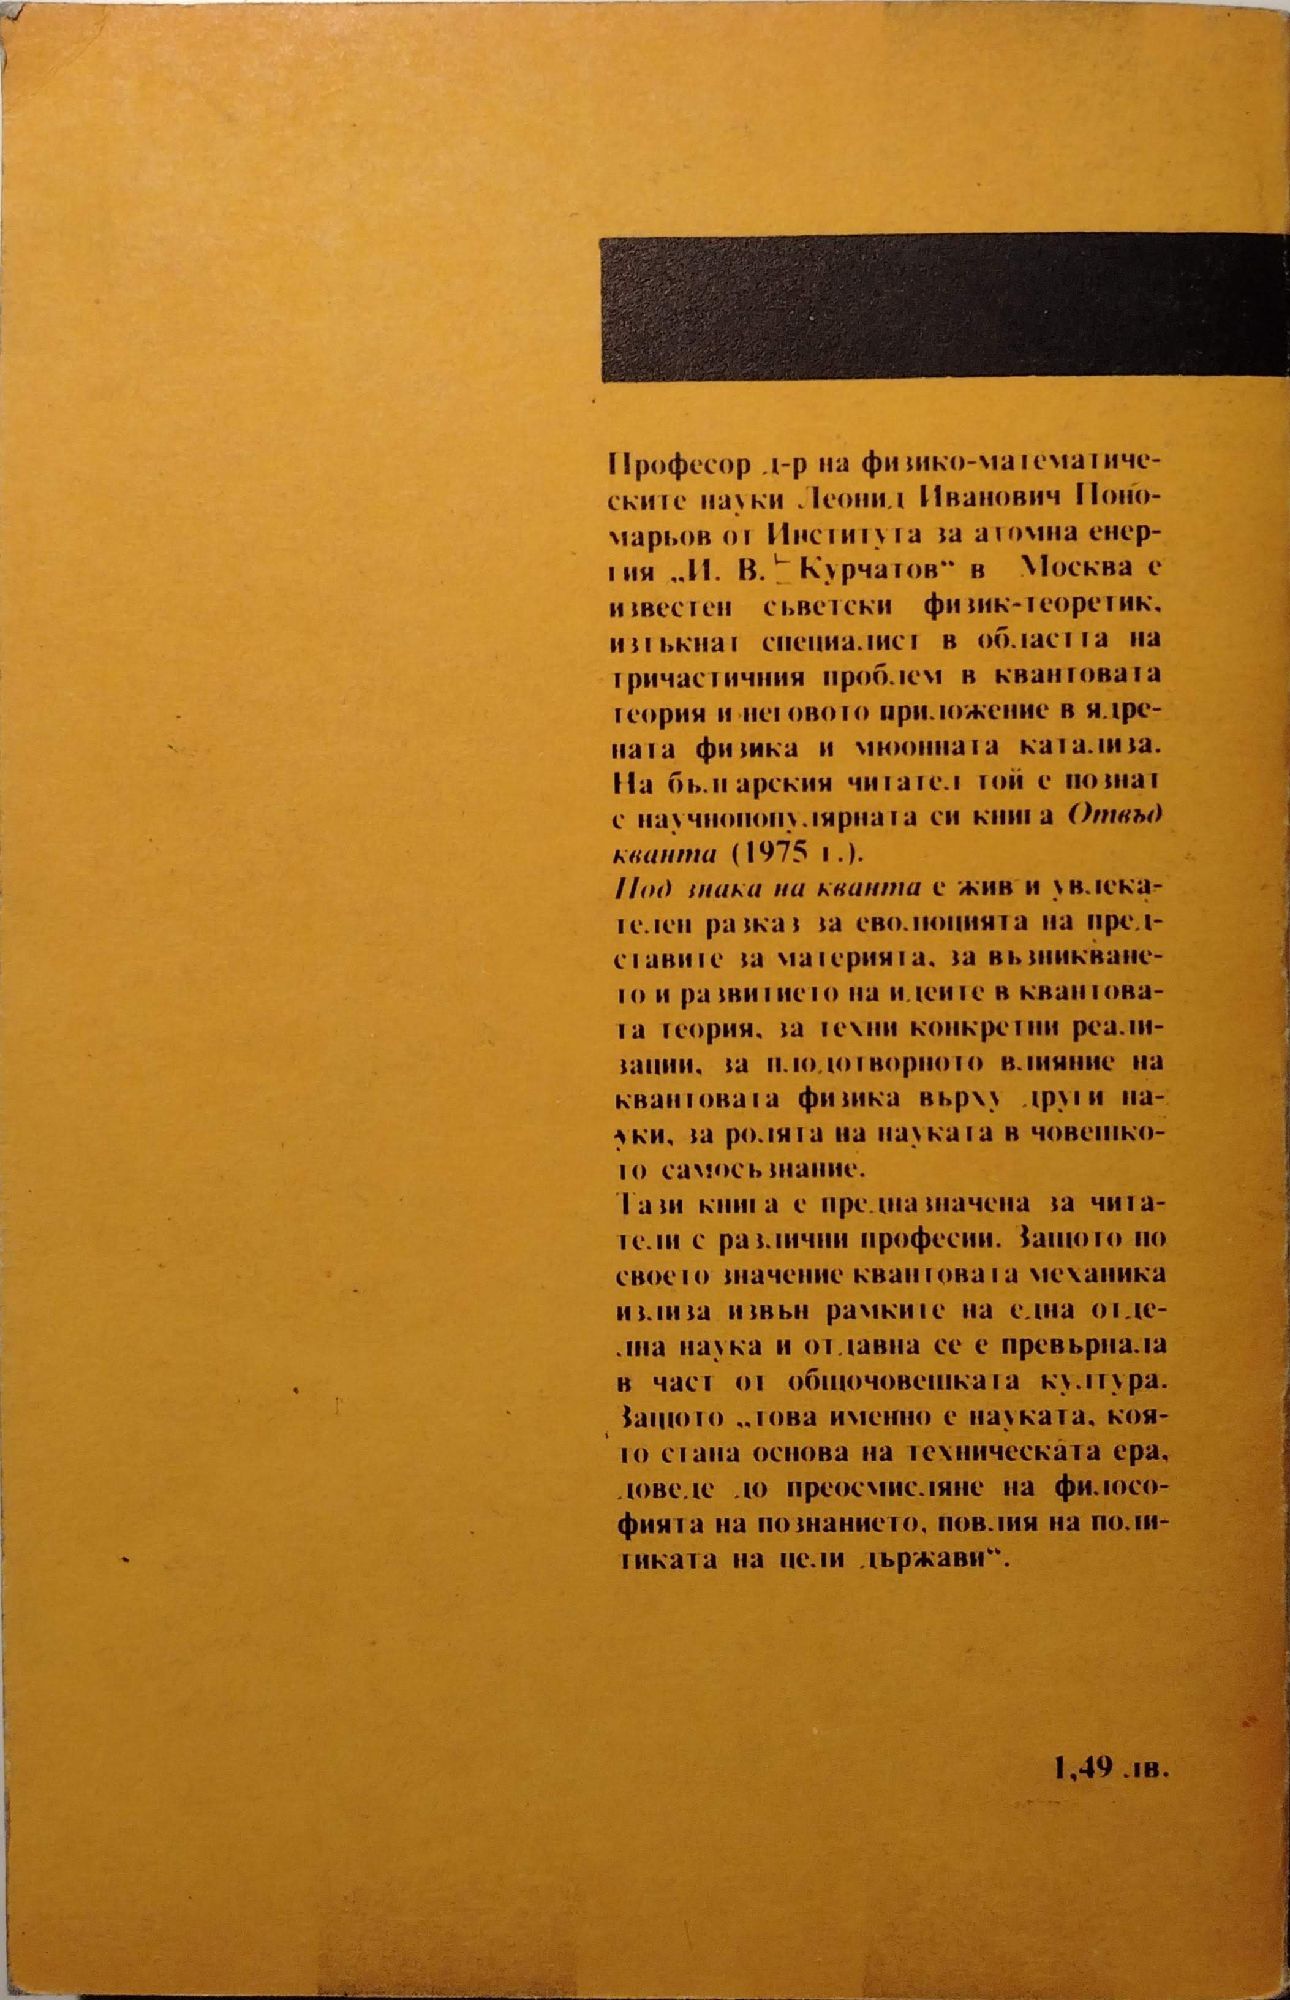 Професор д-р на физико-математиче-
ските науки Леонид Иванович Поно-
марьов от Института за атомна енер-
гия „И. В. Курчатов“ в Москва е
известен съветски физик-теоретик,
изтъкнат специалист в областта на
тричастичния проблем в квантовата
теория и неговото приложение в ядре-
ната физика и мюонната катализа.
На българския читател той е познат
с научнопопулярната си книга Отвъд
кванта (1975 г.).
Под знака на кванта е жив и увлека-
телен разказ за еволюцията на пред-
ставите за материята, за възникване-
то и развитието на идеите в квантова-
та теория, за техни конкретни реали-
зации, за плодотворното влияние на
квантовата физика върху други на-
уки, за ролята на науката в човешко-
то самосъзнание.
Тази книга е предназначена за чита-
тели с различни професии. Защото по
своето значение квантовата механика
излиза извън рамките на една отде-
лна наука и отдавна се е превърнала
в част от общочовешката култура.
Защото „това именно е науката, коя-
то стана основа на техническата ера,
доведе до преосмисляне на филосо-
фията на познанието, повлия на поли-
тиката на цели държави“.
1,49 лв.